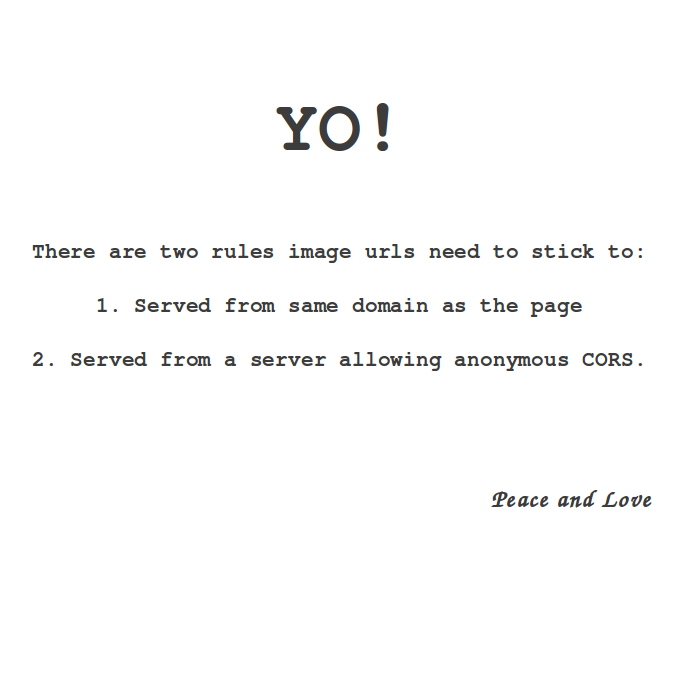 YO!
There are two rules image urls need to stick to:
1. Served from same domain as the page
2. Served from a server allowing anonymous CORS.
Peace and Love